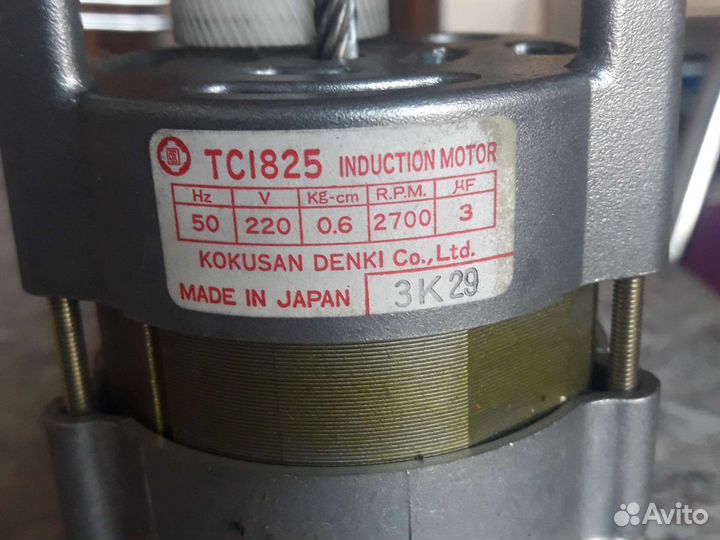 TC1825 INDUCTION MOTOR
Hz V Kg-cm R.P.M. μF
50 220 0.6 2700 3
KOKUSAN DENKI Co.,Ltd.
MADE IN JAPAN 3K29
Avito